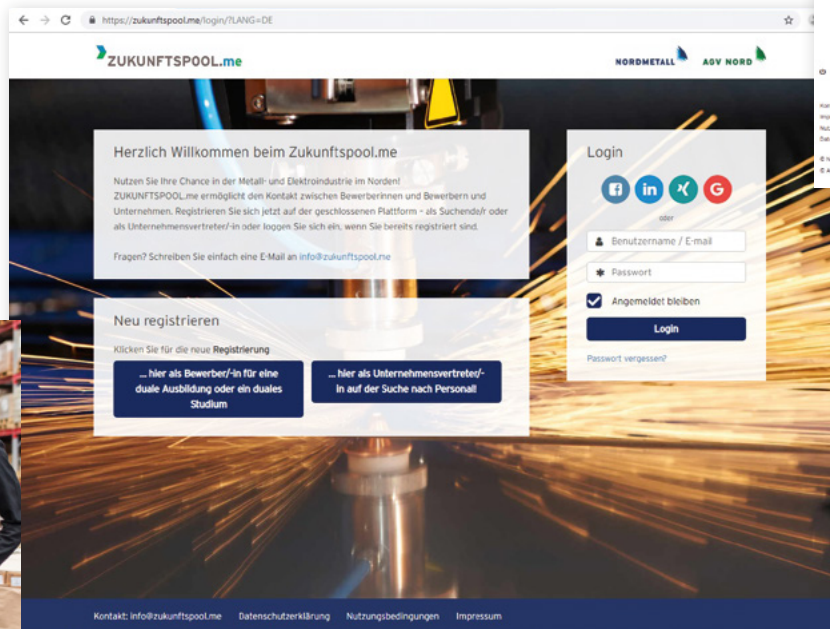 https://zukunftspool.me/login/?LANG=DE
ZUKUNFTSPOOL.me
NORDMETALL
AGV NORD
Herzlich Willkommen beim Zukunftspool.me
Nutzen Sie Ihre Chance in der Metall- und Elektroindustrie im Norden!
ZUKUNFTSPOOL.me ermöglicht den Kontakt zwischen Bewerberinnen und Bewerbern und
Unternehmen. Registrieren Sie sich jetzt auf der geschlossenen Plattform – als Suchende/r oder
als Unternehmensvertreter/-in oder loggen Sie sich ein, wenn Sie bereits registriert sind.
Fragen? Schreiben Sie einfach eine E-Mail an info@zukunftspool.me
Neu registrieren
Klicken Sie für die neue Registrierung
... hier als Bewerber/-in für eine
duale Ausbildung oder ein duales
Studium
... hier als Unternehmensvertreter/-
in auf der Suche nach Personal!
Login
f in X G
oder
Benutzername / E-mail
Passwort
Angemeldet bleiben
Login
Passwort vergessen?
Kontakt: info@zukunftspool.me Datenschutzerklärung Nutzungsbedingungen Impressum